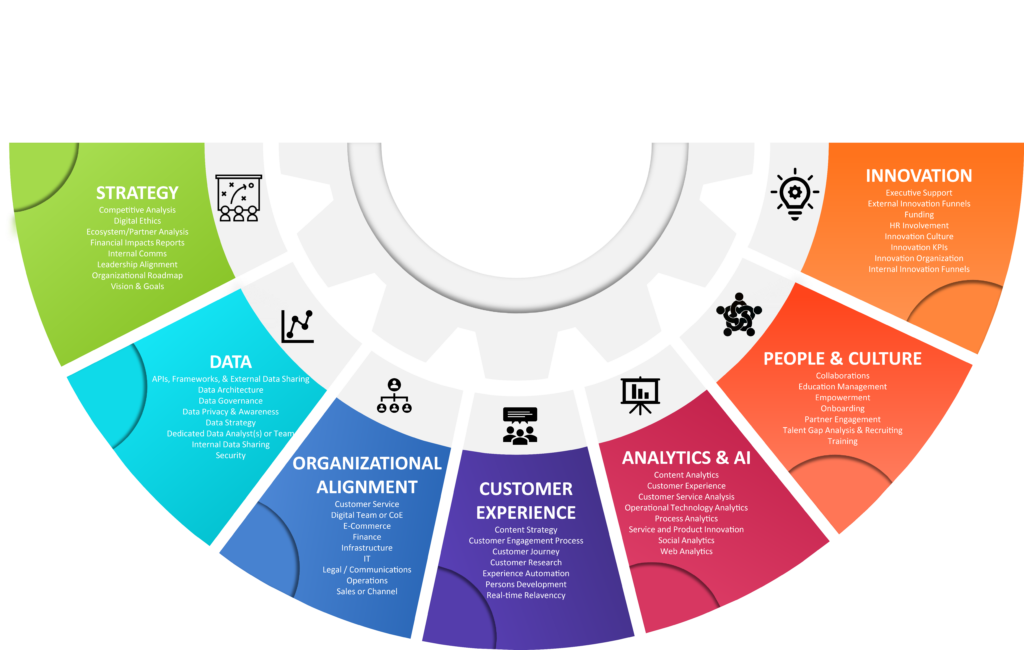 STRATEGY
Competitive Analysis
Digital Ethics
Ecosystem/Partner Analysis
Financial Impacts Reports
Internal Comms
Leadership Alignment
Organizational Roadmap
Vision & Goals
DATA
APIs, Frameworks, & External Data Sharing
Data Architecture
Data Governance
Data Privacy & Awareness
Data Strategy
Dedicated Data Analyst(s) or Team
Internal Data Sharing
Security
ORGANIZATIONAL
ALIGNMENT
Customer Service
Digital Team or CoE
E-Commerce
Finance
Infrastructure
IT
Legal / Communications
Operations
Sales or Channel
CUSTOMER
EXPERIENCE
Content Strategy
Customer Engagement Process
Customer Journey
Customer Research
Experience Automation
Persons Development
Real-time Relavenccy
ANALYTICS & AI
Content Analytics
Customer Experience
Customer Service Analysis
Operational Technology Analytics
Process Analytics
Service and Product Innovation
Social Analytics
Web Analytics
PEOPLE & CULTURE
Collaborations
Education Management
Empowerment
Onboarding
Partner Engagement
Talent Gap Analysis & Recruiting
Training
INNOVATION
Executive Support
External Innovation Funnels
Funding
HR Involvement
Innovation Culture
Innovation KPIs
Innovation Organization
Internal Innovation Funnels